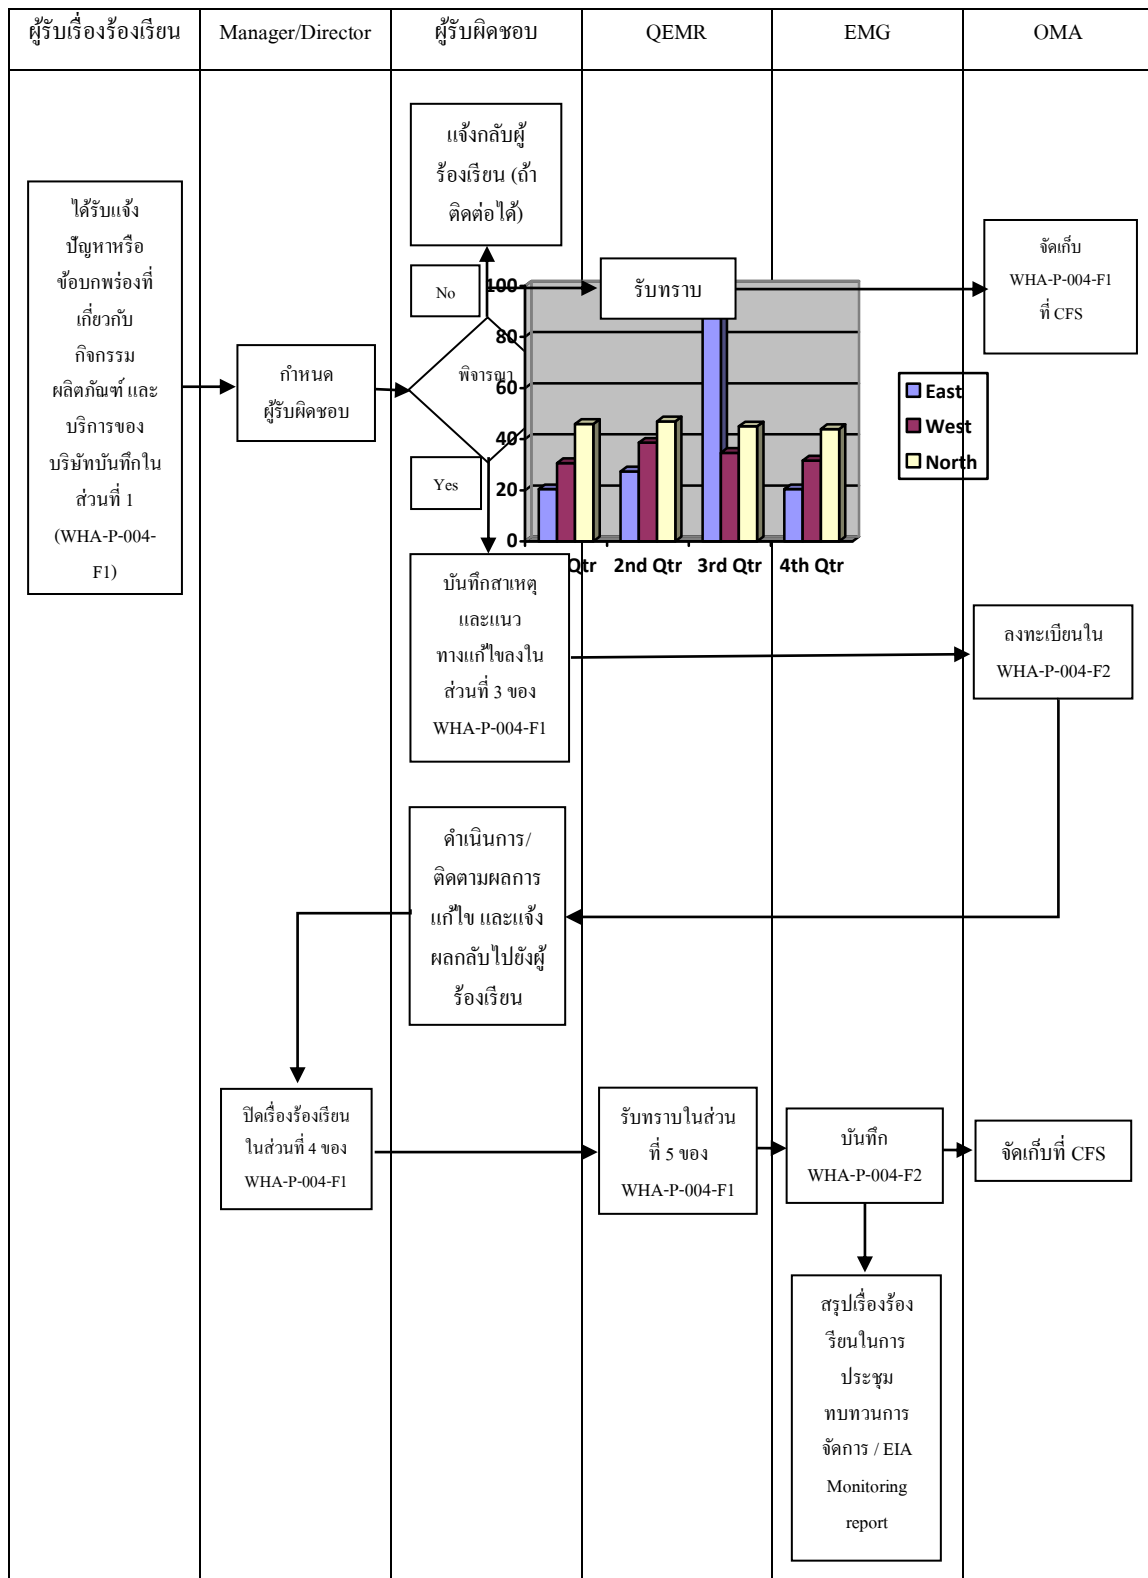 ผู้รับเรื่องร้องเรียน
Manager/Director
ผู้รับผิดชอบ
QEMR
EMG
OMA
แจ้งกลับผู้
ร้องเรียน (ถ้า
ติดต่อได้)
ได้รับแจ้ง
ปัญหาหรือ
ข้อบกพร่องที่
เกี่ยวกับ
กิจกรรม
ผลิตภัณฑ์ และ
บริการของ
บริษัทบันทึกใน
ส่วนที่ 1
(WHA-P-004-
F1)
กำหนด
ผู้รับผิดชอบ
No
พิจารณา
Yes
รับทราบ
จัดเก็บ
WHA-P-004-F1
ที่ CFS
100
80
60
40
20
0
Qtr
2nd Qtr
3rd Qtr
4th Qtr
East
West
North
บันทึกสาเหตุ
และแนว
ทางแก้ไขลงใน
ส่วนที่ 3 ของ
WHA-P-004-F1
ลงทะเบียนใน
WHA-P-004-F2
ดำเนินการ/
ติดตามผลการ
แก้ไข และแจ้ง
ผลกลับไปยังผู้
ร้องเรียน
ปิดเรื่องร้องเรียน
ในส่วนที่ 4 ของ
WHA-P-004-F1
รับทราบในส่วน
ที่ 5 ของ
WHA-P-004-F1
บันทึก
WHA-P-004-F2
จัดเก็บที่ CFS
สรุปเรื่องร้อง
รียนในการ
ประชุม
ทบทวนการ
จัดการ / EIA
Monitoring
report